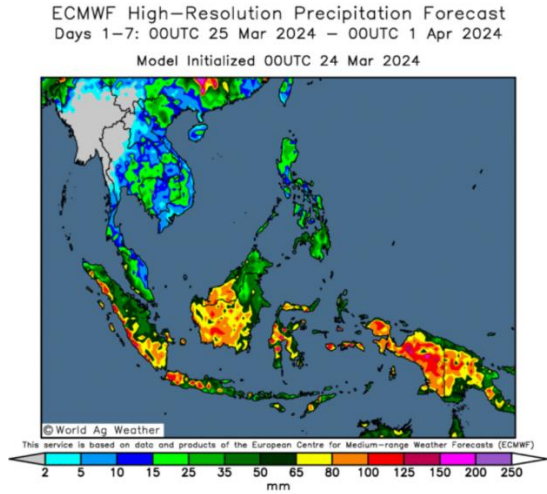 ECMWF High-Resolution Precipitation Forecast
Days 1-7: 00UTC 25 Mar 2024 – 00UTC 1 Apr 2024
Model Initialized 00UTC 24 Mar 2024
© World Ag Weather
This service is based on data and products of the European Centre for Medium-range Weather Forecasts (ECMWF)
2 5 10 15 25 35 50 65 80 100 125 150 200 250
mm